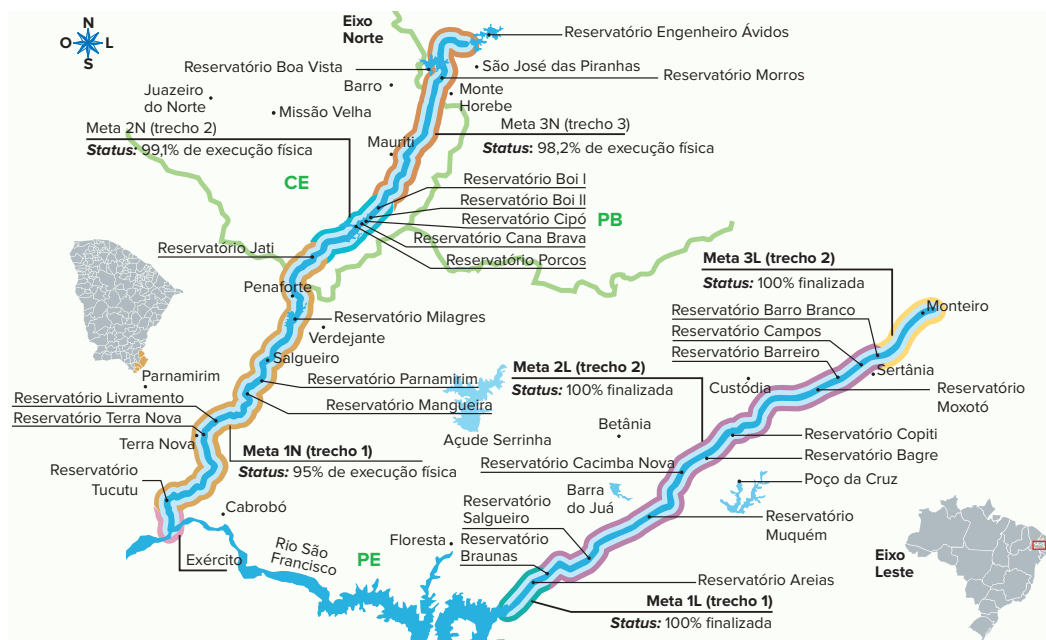 N
O
L
S
Eixo
Norte
Reservatório Engenheiro Ávidos
Reservatório Boa Vista
São José das Piranhas
Reservatório Morros
Barro
Monte
Horebe
Juazeiro
do Norte
Missão Velha
Meta 2N (trecho 2)
Status: 99,1% de execução física
Mauriti
Meta 3N (trecho 3)
Status: 98,2% de execução física
CE
Reservatório Boi I
Reservatório Boi II
Reservatório Cipó
PB
Reservatório Cana Brava
Reservatório Porcos
Reservatório Jati
Penaforte
Meta 3L (trecho 2)
Status: 100% finalizada
Reservatório Milagres
Verdejante
Reservatório Barro Branco
Monteiro
Reservatório Campos
Salgueiro
Reservatório Barreiro
Sertânia
Parnamirim
Reservatório Parnamirim
Meta 2L (trecho 2)
Status: 100% finalizada
Custódia
Reservatório
Moxotó
Reservatório Livramento
Reservatório Mangueira
Reservatório Terra Nova
Terra Nova
Açude Serrinha
Betânia
Reservatório Copiti
Meta 1N (trecho 1)
Status: 95% de execução física
Reservatório Bagre
Reservatório Cacimba Nova
Reservatório
Tucutu
Poço da Cruz
Barra
do Juá
Cabrobó
Reservatório
Salgueiro
Reservatório
Muquém
Floresta
Reservatório
Braunas
Exército
Rio São
Francisco
PE
Eixo
Leste
Reservatório Areias
Meta 1L (trecho 1)
Status: 100% finalizada